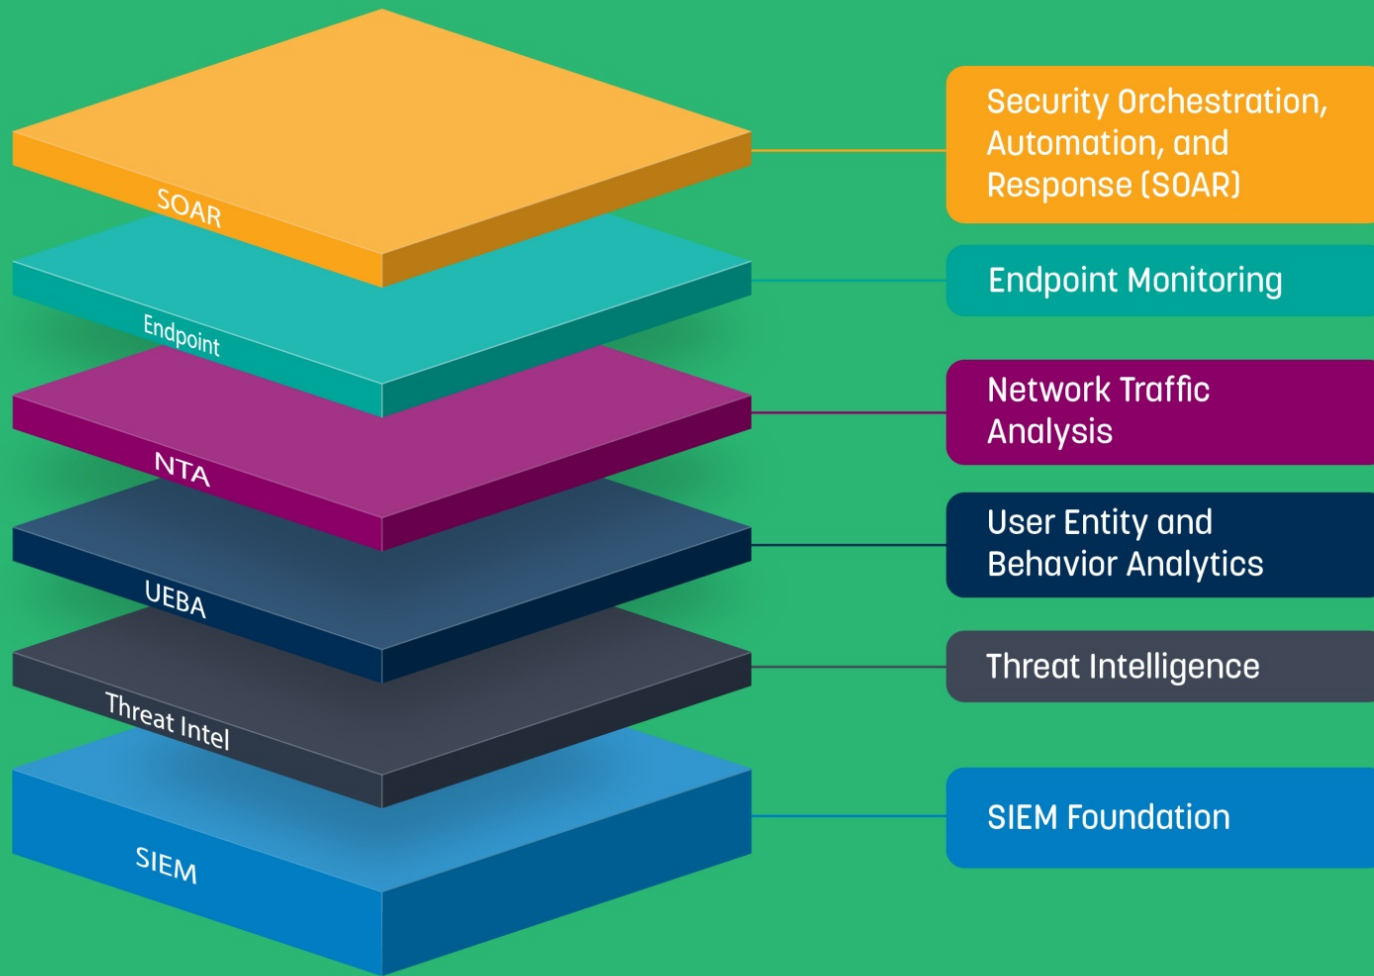 SOAR
Security Orchestration,
Automation, and
Response (SOAR)
Endpoint
Endpoint Monitoring
NTA
Network Traffic
Analysis
UEBA
User Entity and
Behavior Analytics
Threat Intel
Threat Intelligence
SIEM
SIEM Foundation